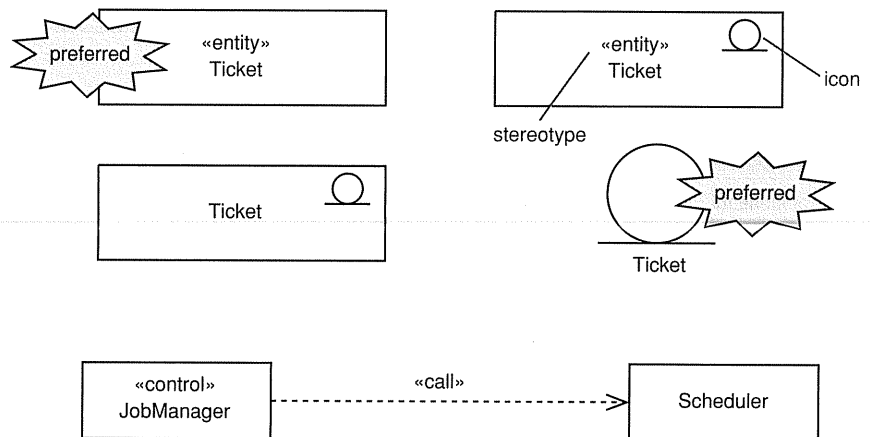 preferred
«entity»
Ticket
«entity»
Ticket
icon
stereotype
Ticket
preferred
Ticket
«control»
JobManager
«call»
Scheduler